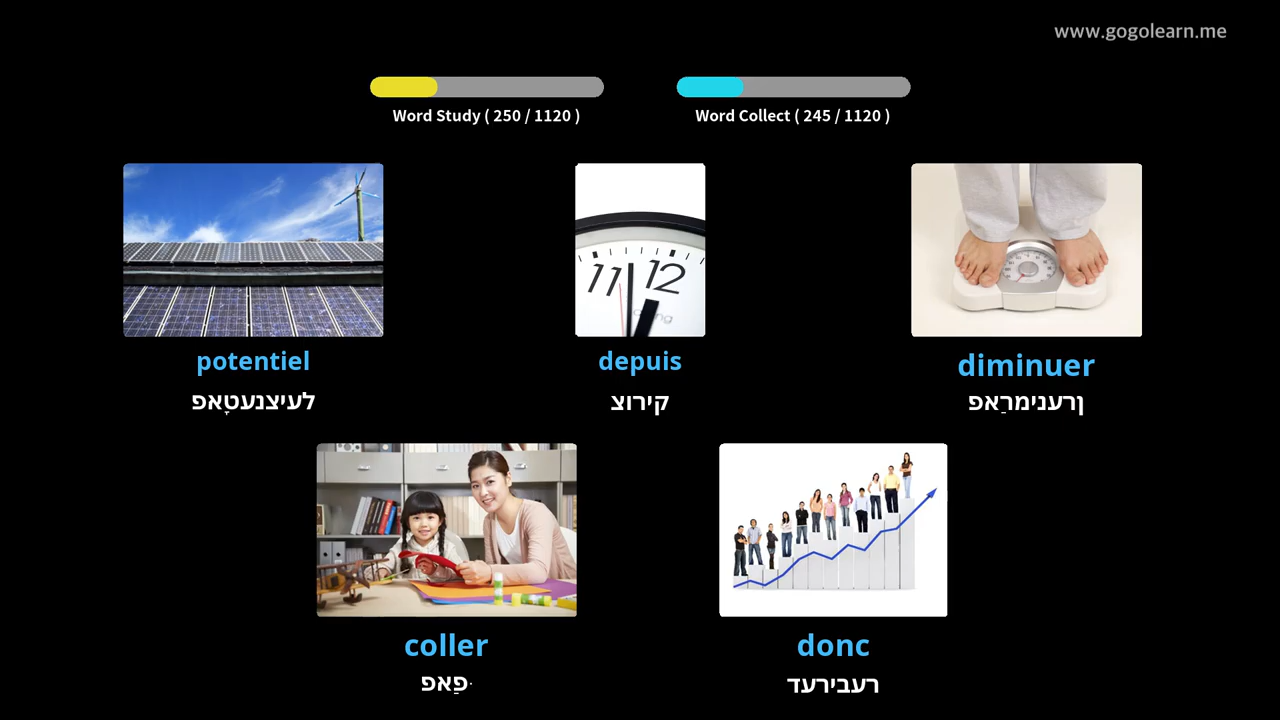 www.gogolearn.me
Word Study ( 250 / 1120 )
Word Collect ( 245 / 1120 )
potentiel
לעיצנעטָאפ
depuis
קירוצ
diminuer
ןרענימרַאפ
coller
ּפַאפ
donc
רעבירעד